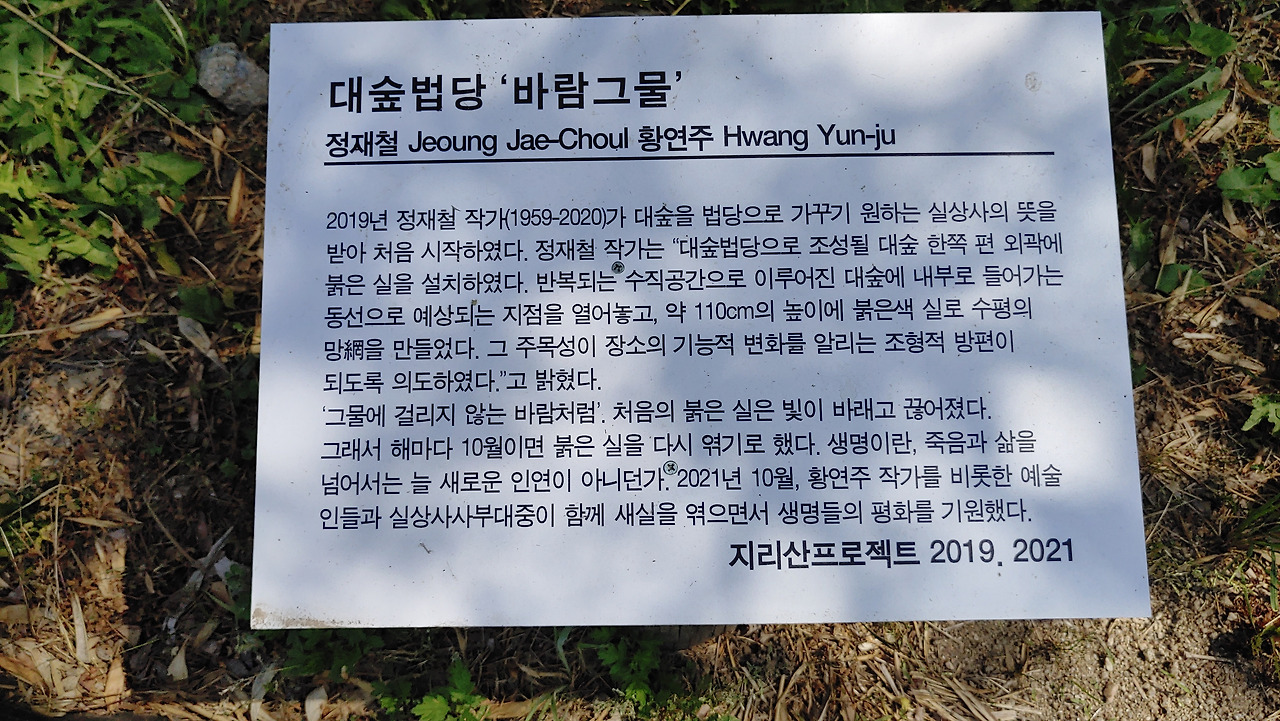 대숲법당 ‘바람그물’
정재철 Jeoung Jae-Choul 황연주 Hwang Yun-ju
2019년 정재철 작가(1959-2020)가 대숲을 법당으로 가꾸기 원하는 실상사의 뜻을
받아 처음 시작하였다. 정재철 작가는 “대숲법당으로 조성될 대숲 한쪽 편 외곽에
붉은 실을 설치하였다. 반복되는 수직공간으로 이루어진 대숲에 내부로 들어가는
동선으로 예상되는 지점을 열어놓고, 약 110cm의 높이에 붉은색 실로 수평의
망網을 만들었다. 그 주목성이 장소의 기능적 변화를 알리는 조형적 방편이
되도록 의도하였다.”고 밝혔다.
‘그물에 걸리지 않는 바람처럼’. 처음의 붉은 실은 빛이 바래고 끊어졌다.
그래서 해마다 10월이면 붉은 실을 다시 엮기로 했다. 생명이란, 죽음과 삶을
넘어서는 늘 새로운 인연이 아니던가. 2021년 10월, 황연주 작가를 비롯한 예술
인들과 실상사사부대중이 함께 새실을 엮으면서 생명들의 평화를 기원했다.
지리산프로젝트 2019. 2021